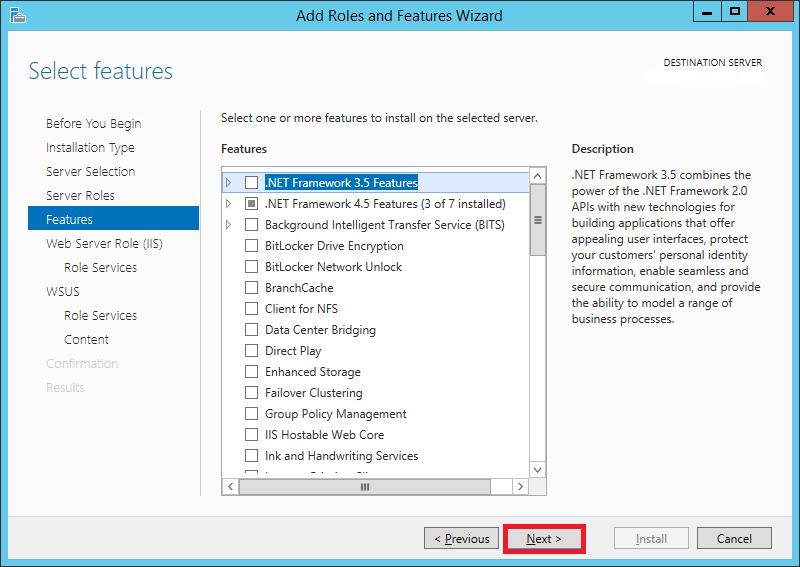 Add Roles and Features Wizard
Select features
DESTINATION SERVER
Before You Begin
Installation Type
Server Selection
Server Roles
Features
Web Server Role (IIS)
Role Services
WSUS
Role Services
Content
Confirmation
Results
Select one or more features to install on the selected server.
Features
.NET Framework 3.5 Features
.NET Framework 4.5 Features (3 of 7 installed)
Background Intelligent Transfer Service (BITS)
BitLocker Drive Encryption
BitLocker Network Unlock
BranchCache
Client for NFS
Data Center Bridging
Direct Play
Enhanced Storage
Failover Clustering
Group Policy Management
IIS Hostable Web Core
Ink and Handwriting Services
Description
.NET Framework 3.5 combines the
power of the .NET Framework 2.0
APIs with new technologies for
building applications that offer
appealing user interfaces, protect
your customers' personal identity
information, enable seamless and
secure communication, and provide
the ability to model a range of
business processes.
< Previous
Next >
Install
Cancel